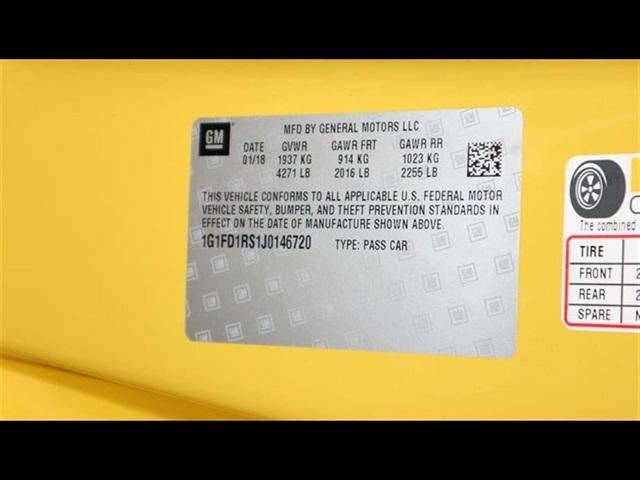 GM
MFD BY GENERAL MOTORS LLC
DATE GVWR GAWR FRT GAWR RR
01/18 1937 KG 914 KG 1023 KG
4271 LB 2016 LB 2255 LB
THIS VEHICLE CONFORMS TO ALL APPLICABLE U.S. FEDERAL MOTOR
VEHICLE SAFETY, BUMPER, AND THEFT PREVENTION STANDARDS IN
EFFECT ON THE DATE OF MANUFACTURE SHOWN ABOVE.
1G1FD1RS1J0146720 TYPE: PASS CAR
The combined
TIRE
FRONT 2
REAR 2
SPARE N